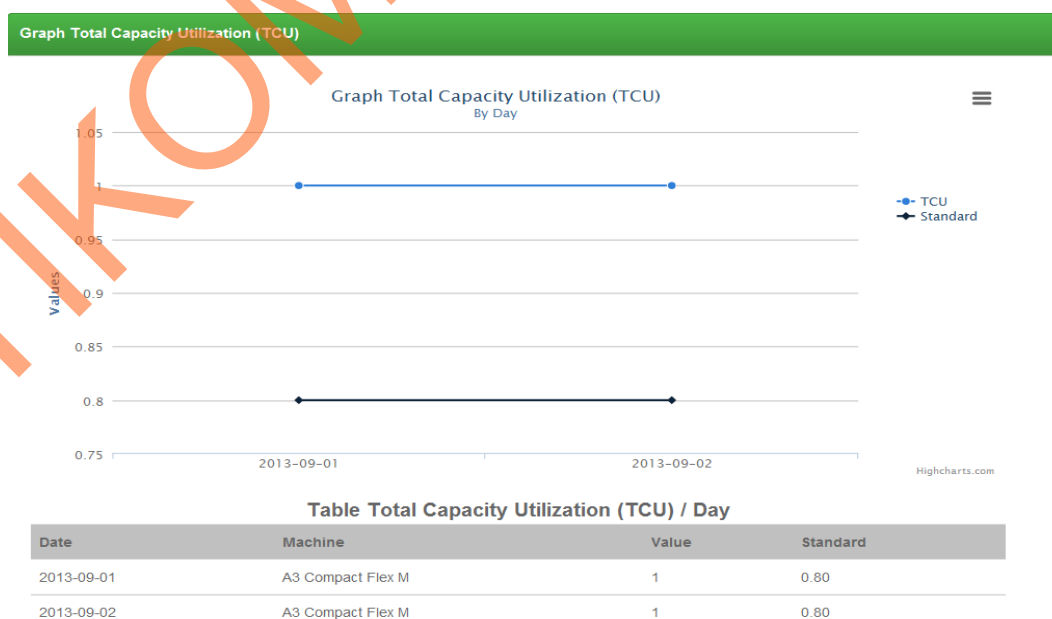 Graph Total Capacity Utilization (TCU)
Graph Total Capacity Utilization (TCU)
By Day
1.05
1
0.95
0.9
0.85
0.8
0.75
Values
TCU
Standard
2013-09-01 2013-09-02
Highcharts.com
Table Total Capacity Utilization (TCU) / Day
Date Machine Value Standard
2013-09-01 A3 Compact Flex M 1 0.80
2013-09-02 A3 Compact Flex M 1 0.80